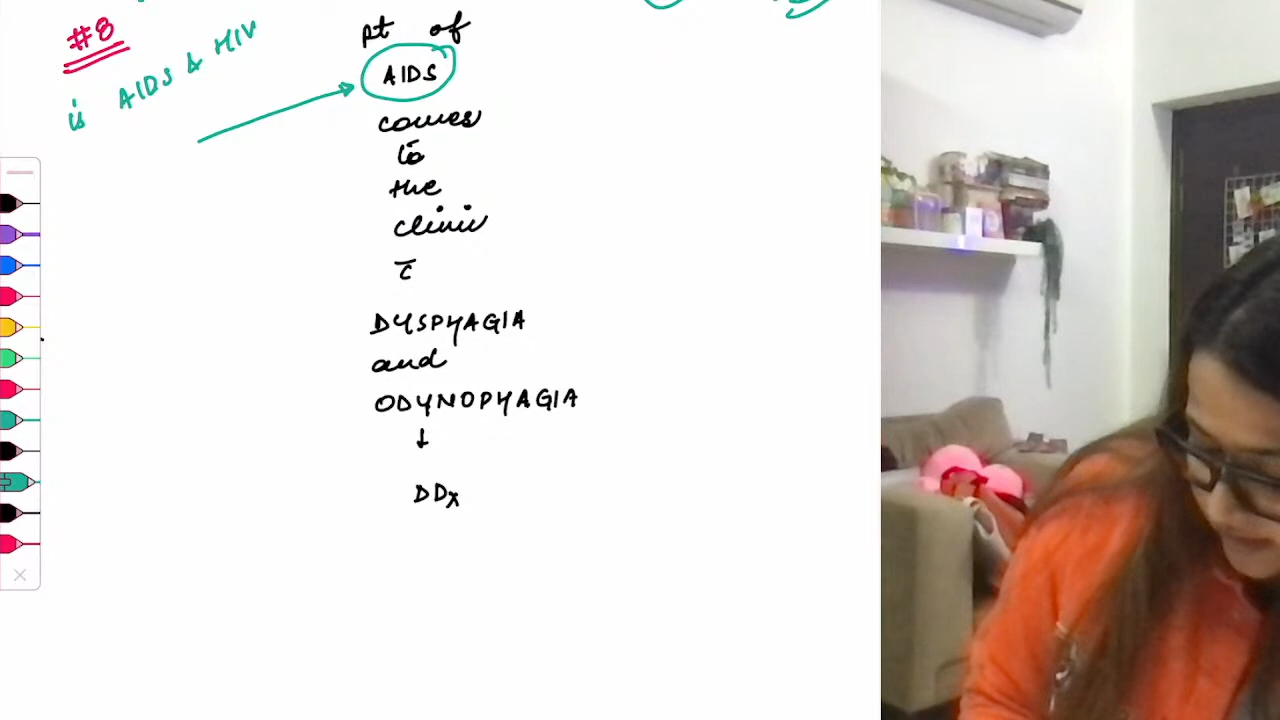 #8
is AIDS & HIV
pt of
AIDS
comes
to
the
clinic
c̄
DYSPHAGIA
and
ODYNOPHAGIA
↓
DDx